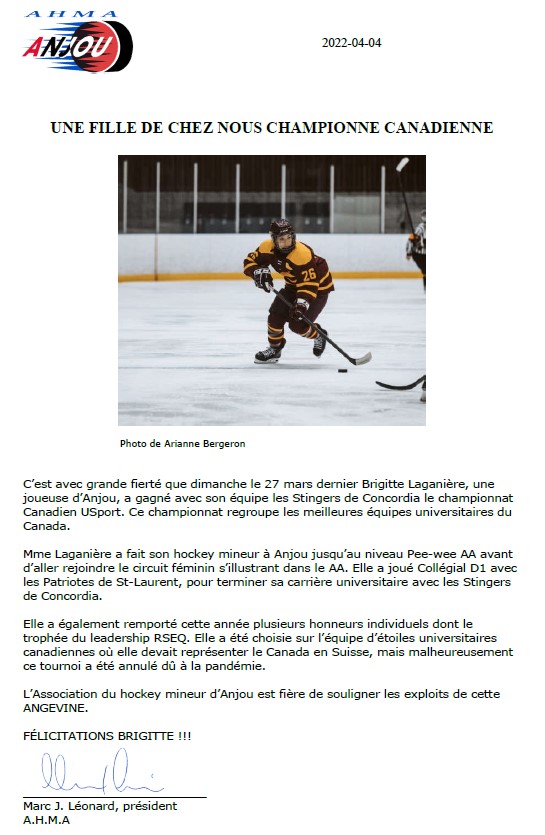 AHMA
ANJOU
2022-04-04
UNE FILLE DE CHEZ NOUS CHAMPIONNE CANADIENNE
26
Photo de Arianne Bergeron
C’est avec grande fierté que dimanche le 27 mars dernier Brigitte Laganière, une
joueuse d’Anjou, a gagné avec son équipe les Stingers de Concordia le championnat
Canadien USport. Ce championnat regroupe les meilleures équipes universitaires du
Canada.
Mme Laganière a fait son hockey mineur à Anjou jusqu’au niveau Pee-wee AA avant
d’aller rejoindre le circuit féminin s’illustrant dans le AA. Elle a joué Collégial D1 avec
les Patriotes de St-Laurent, pour terminer sa carrière universitaire avec les Stingers
de Concordia.
Elle a également remporté cette année plusieurs honneurs individuels dont le
trophée du leadership RSEQ. Elle a été choisie sur l’équipe d’étoiles universitaires
canadiennes où elle devait représenter le Canada en Suisse, mais malheureusement
ce tournoi a été annulé dû à la pandémie.
L’Association du hockey mineur d’Anjou est fière de souligner les exploits de cette
ANGEVINE.
FÉLICITATIONS BRIGITTE !!!
Marc J. Léonard, président
A.H.M.A